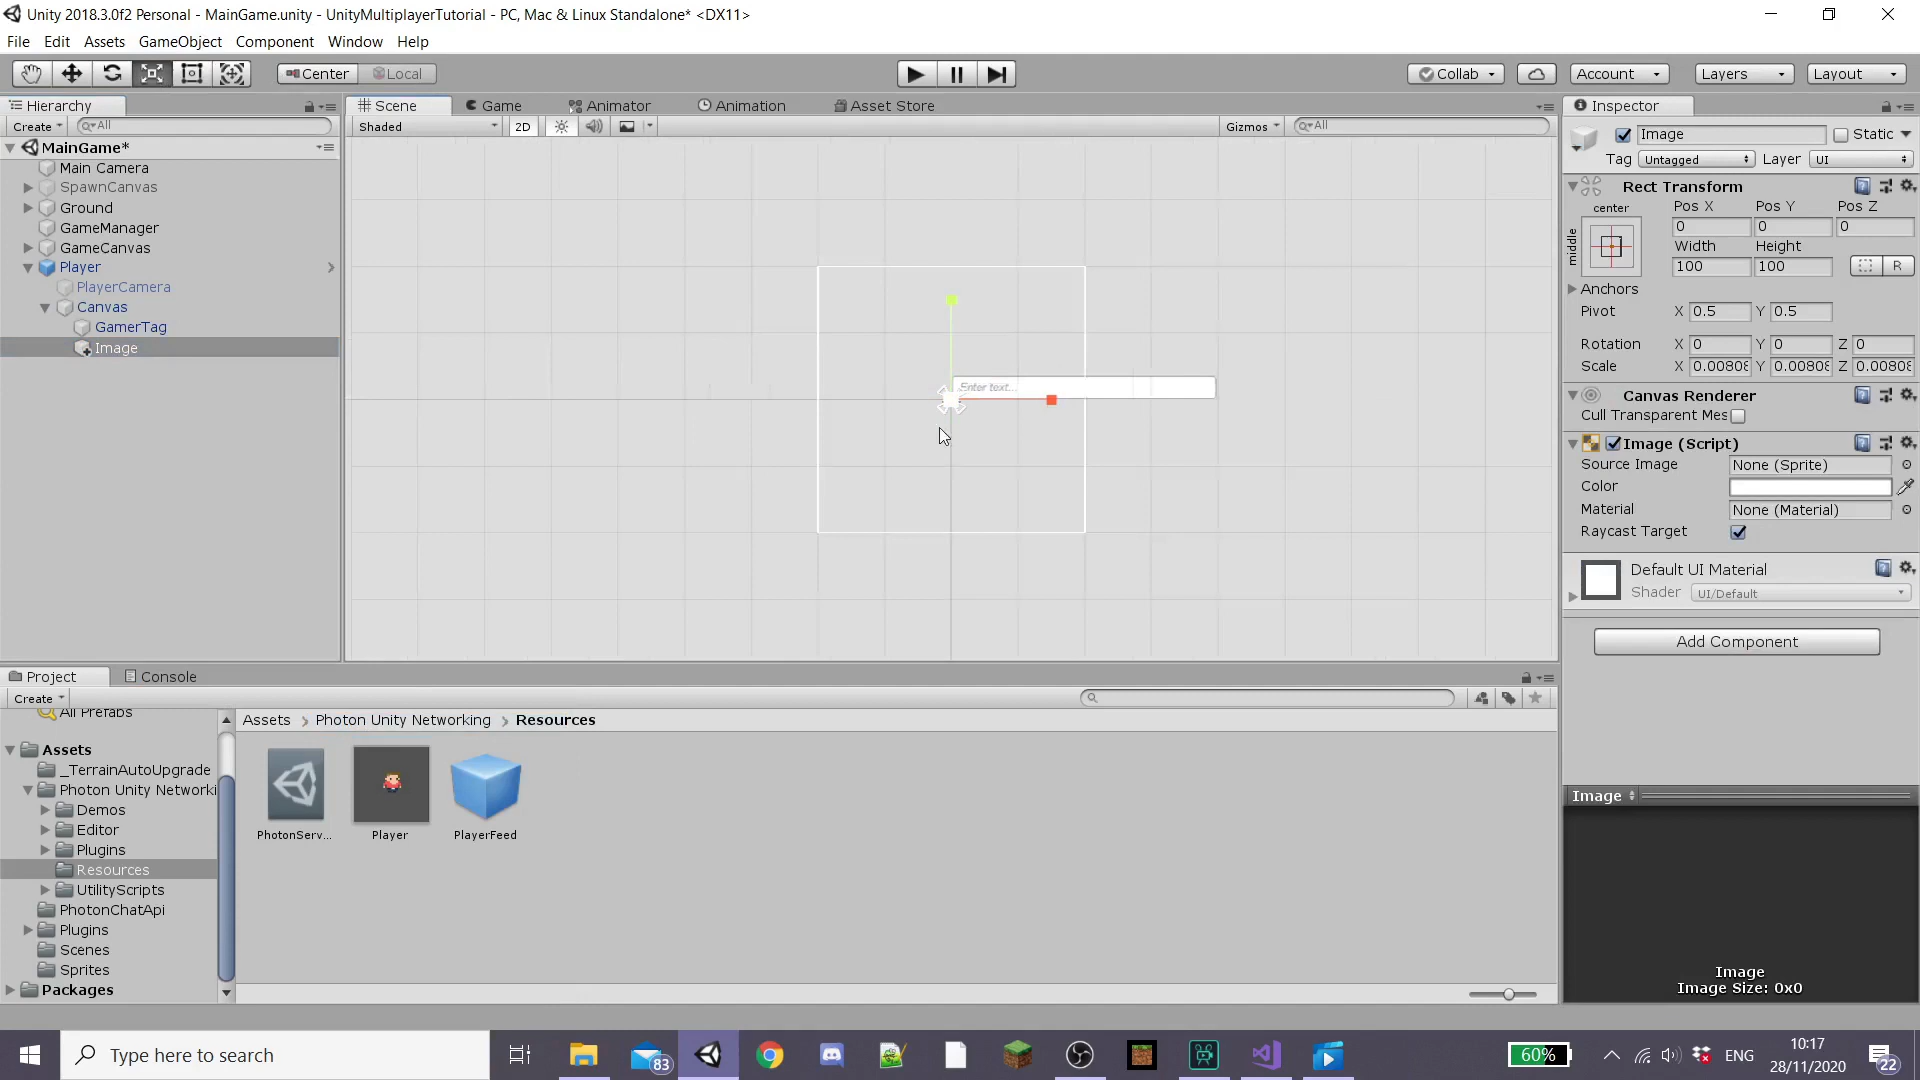 Unity 2018.3.0f2 Personal - MainGame.unity - UnityMultiplayerTutorial - PC, Mac & Linux Standalone* <DX11>
File Edit Assets GameObject Component Window Help
Center Local Collab Account Layers Layout
Hierarchy
Create All
MainGame*
Main Camera
SpawnCanvas
Ground
GameManager
GameCanvas
Player
PlayerCamera
Canvas
GamerTag
Image
Scene Game Animator Animation Asset Store
Shaded 2D Gizmos All
Enter text...
Inspector
Image Static
Tag Untagged Layer UI
Rect Transform
center Pos X Pos Y Pos Z
middle 0 0 0
Width Height
100 100 R
Anchors
Pivot X 0.5 Y 0.5
Rotation X 0 Y 0 Z 0
Scale X 0.0080 Y 0.0080 Z 0.0080
Canvas Renderer
Cull Transparent Mes
Image (Script)
Source Image None (Sprite)
Color
Material None (Material)
Raycast Target
Default UI Material
Shader UI/Default
Add Component
Image
Image
Image Size: 0x0
Project Console
Create
All Prefabs
Assets
_TerrainAutoUpgrade
Photon Unity Networki
Demos
Editor
Plugins
Resources
UtilityScripts
PhotonChatApi
Plugins
Scenes
Sprites
Packages
Assets Photon Unity Networking Resources
PhotonServ... Player PlayerFeed
Type here to search
83
60%
ENG
10:17
28/11/2020
22